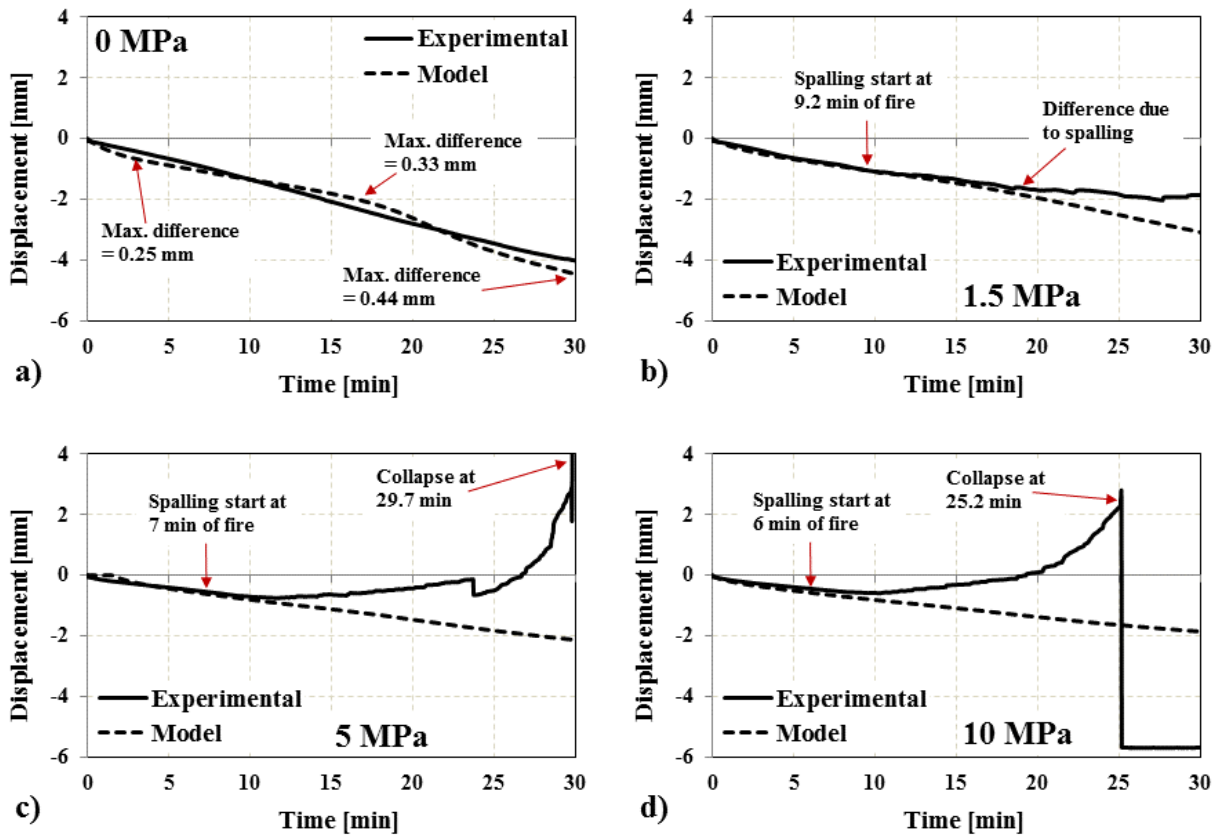 0 MPa
Experimental
Model
Max. difference
= 0.33 mm
Max. difference
= 0.25 mm
Max. difference
= 0.44 mm
4
2
0
-2
-4
-6
Displacement [mm]
0 5 10 15 20 25 30
Time [min]
a)
Spalling start at
9.2 min of fire
Difference due
to spalling
Experimental
Model
1.5 MPa
4
2
0
-2
-4
-6
Displacement [mm]
0 5 10 15 20 25 30
Time [min]
b)
Collapse at
29.7 min
Spalling start at
7 min of fire
Experimental
Model
5 MPa
4
2
0
-2
-4
-6
Displacement [mm]
0 5 10 15 20 25 30
Time [min]
c)
Collapse at
25.2 min
Spalling start at
6 min of fire
Experimental
Model
10 MPa
4
2
0
-2
-4
-6
Displacement [mm]
0 5 10 15 20 25 30
Time [min]
d)